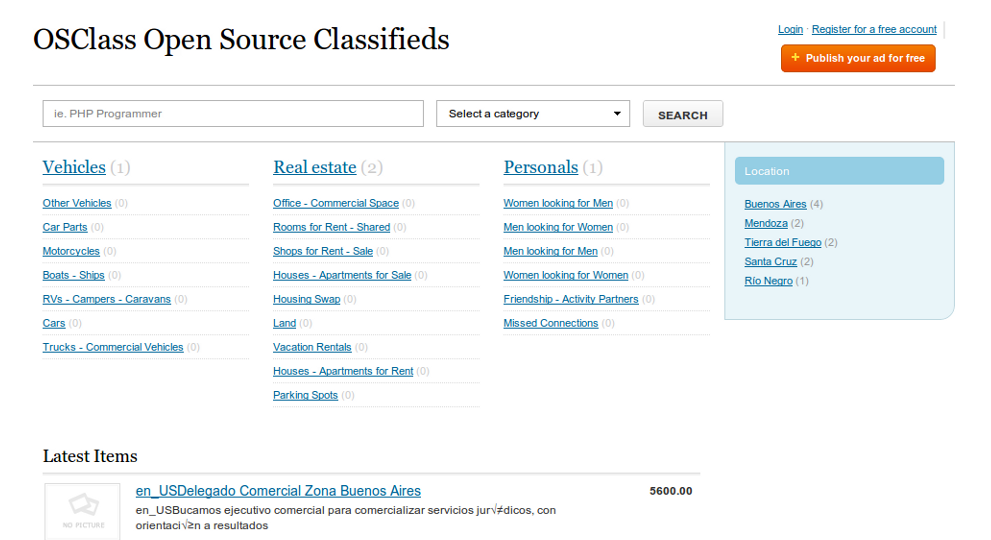 OSClass Open Source Classifieds
Login · Register for a free account
+ Publish your ad for free
ie. PHP Programmer
Select a category
SEARCH
Vehicles (1)
Other Vehicles (0)
Car Parts (0)
Motorcycles (0)
Boats - Ships (0)
RVs - Campers - Caravans (0)
Cars (0)
Trucks - Commercial Vehicles (0)
Real estate (2)
Office - Commercial Space (0)
Rooms for Rent - Shared (0)
Shops for Rent - Sale (0)
Houses - Apartments for Sale (0)
Housing Swap (0)
Land (0)
Vacation Rentals (0)
Houses - Apartments for Rent (0)
Parking Spots (0)
Personals (1)
Women looking for Men (0)
Men looking for Women (0)
Men looking for Men (0)
Women looking for Women (0)
Friendship - Activity Partners (0)
Missed Connections (0)
Location
Buenos Aires (4)
Mendoza (2)
Tierra del Fuego (2)
Santa Cruz (2)
Río Negro (1)
Latest Items
NO PICTURE
en_USDelegado Comercial Zona Buenos Aires
5600.00
en_USBucamos ejecutivo comercial para comercializar servicios jur√≠dicos, con
orientaci√≥n a resultados